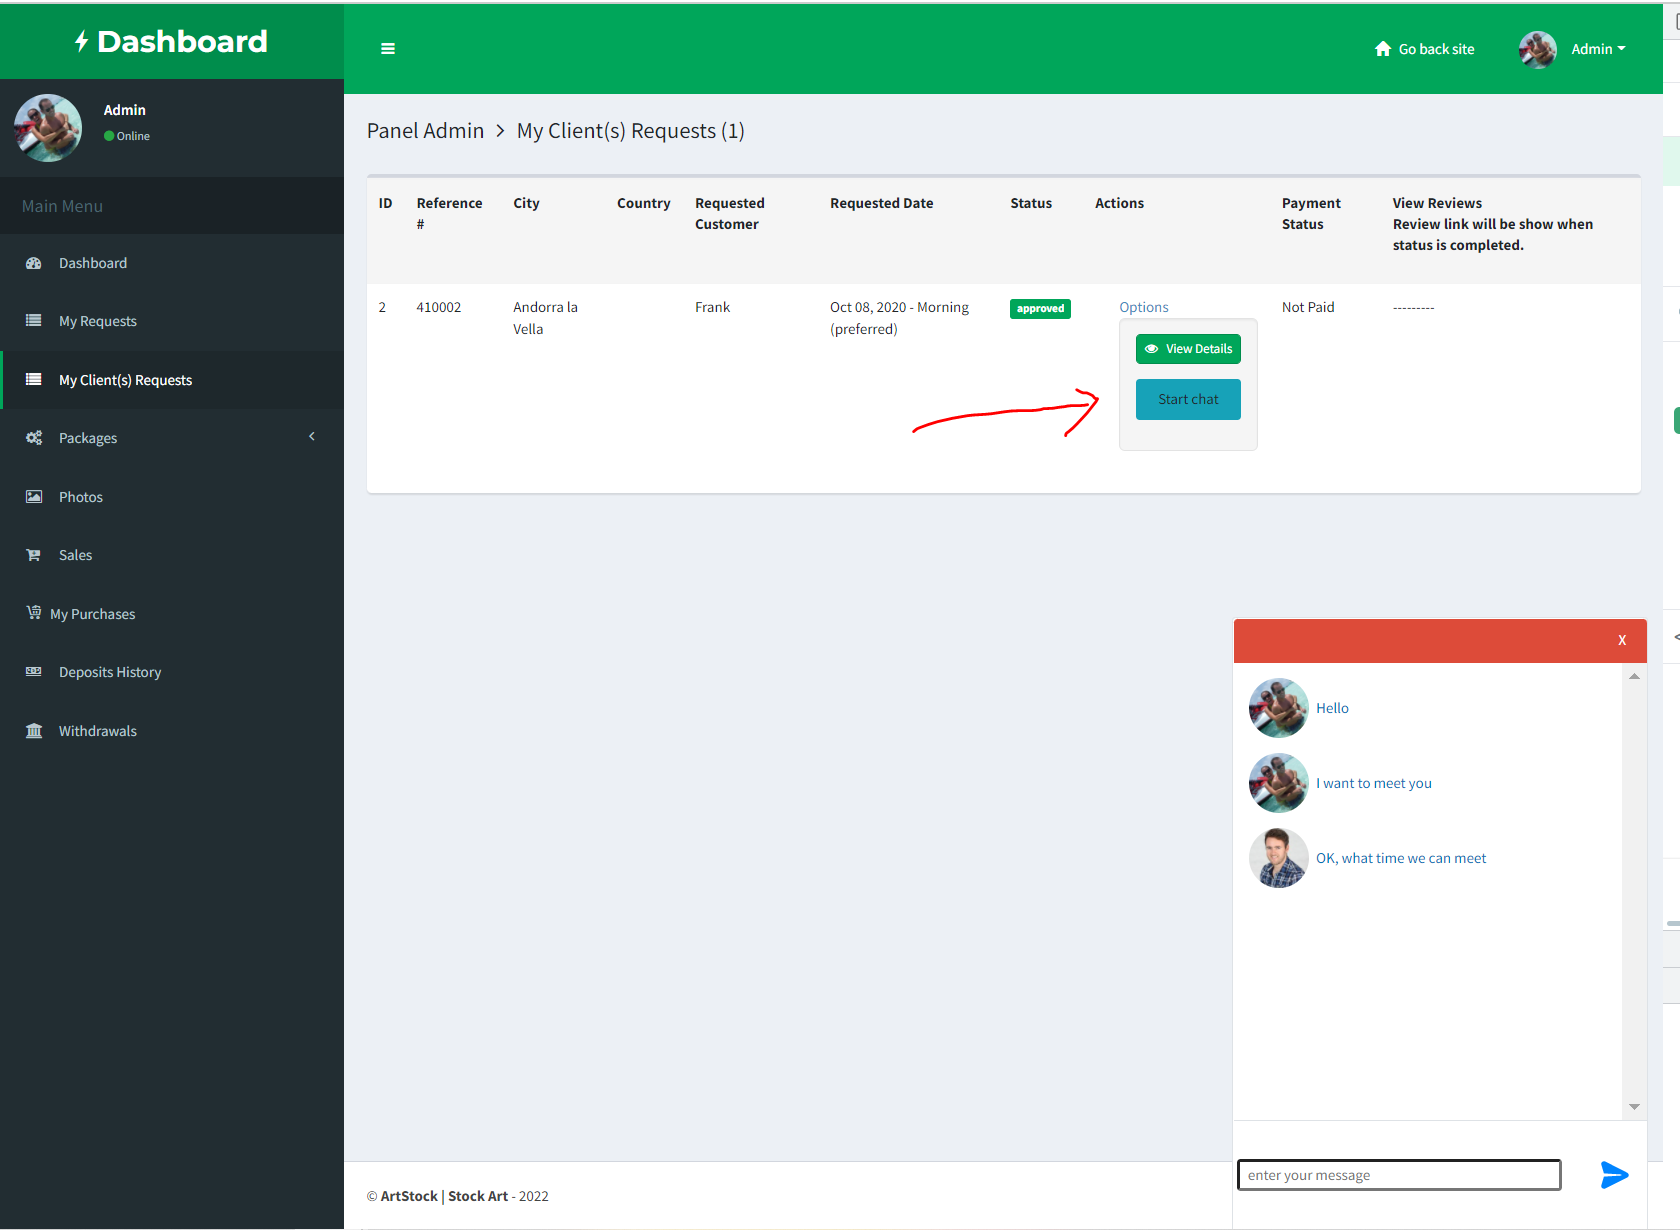 Dashboard
Go back site
Admin
Admin
Online
Main Menu
Dashboard
My Requests
My Client(s) Requests
Packages
Photos
Sales
My Purchases
Deposits History
Withdrawals
Panel Admin > My Client(s) Requests (1)
ID
Reference
#
City
Country
Requested
Customer
Requested Date
Status
Actions
Payment
Status
View Reviews
Review link will be show when
status is completed.
2
410002
Andorra la
Vella
Frank
Oct 08, 2020 - Morning
(preferred)
approved
Options
View Details
Start chat
Not Paid
---------
X
Hello
I want to meet you
OK, what time we can meet
enter your message
© ArtStock | Stock Art - 2022